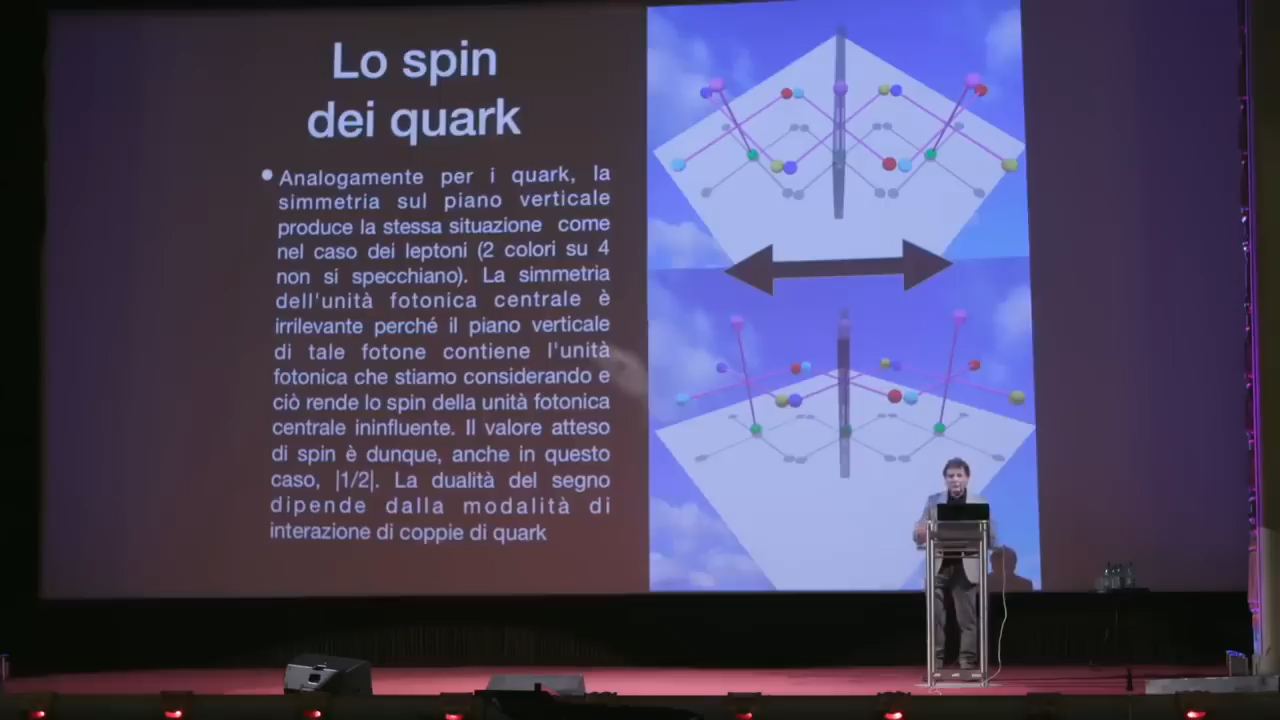 Lo spin
dei quark
Analogamente per i quark, la
simmetria sul piano verticale
produce la stessa situazione come
nel caso dei leptoni (2 colori su 4
non si specchiano). La simmetria
dell'unità fotonica centrale è
irrilevante perché il piano verticale
di tale fotone contiene l'unità
fotonica che stiamo considerando e
ciò rende lo spin della unità fotonica
centrale ininfluente. Il valore atteso
di spin è dunque, anche in questo
caso, |1/2|. La dualità del segno
dipende dalla modalità di
interazione di coppie di quark